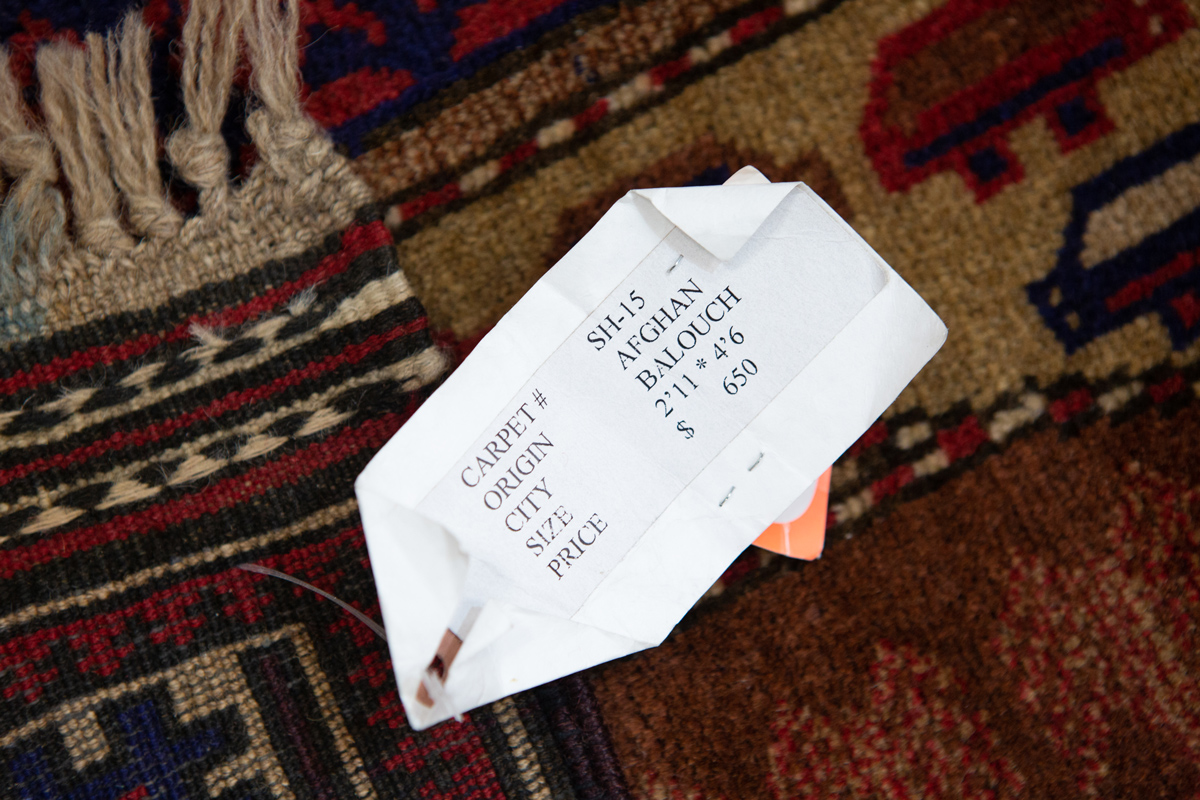 CARPET # SH-15
ORIGIN AFGHAN
CITY BALOUCH
SIZE 2'11 * 4'6
PRICE $ 650